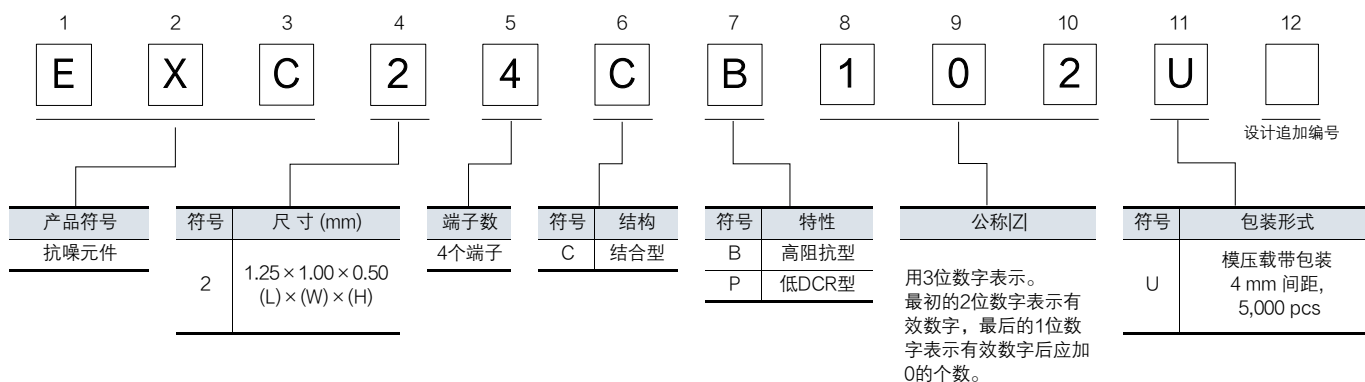 1 2 3 4 5 6 7 8 9 10 11 12
E X C 2 4 C B 1 0 2 U
设计追加编号
产品符号
抗噪元件
符号 尺 寸 (mm)
2 1.25×1.00×0.50
(L)×(W)×(H)
端子数
4个端子
符号 结构
C 结合型
符号 特性
B 高阻抗型
P 低DCR型
公称|Z|
用3位数字表示。
最初的2位数字表示有
效数字，最后的1位数
字表示有效数字后应加
0的个数。
符号 包装形式
U 模压载带包装
4 mm 间距,
5,000 pcs